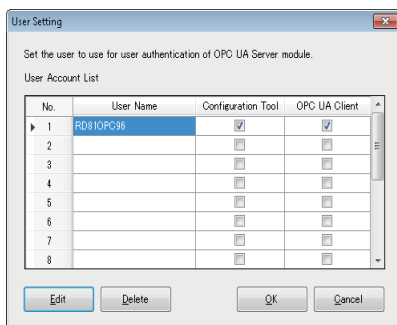 User Setting
Set the user to use for user authentication of OPC UA Server module.
User Account List
No. User Name Configuration Tool OPC UA Client
1 RD81OPC96
2
3
4
5
6
7
8
Edit Delete OK Cancel